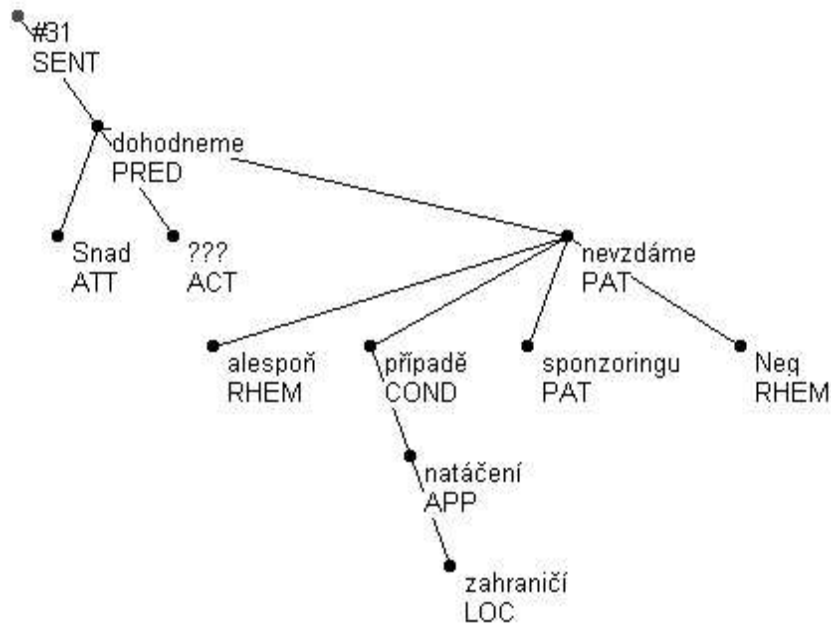 #31
SENT
dohodneme
PRED
Snad
ATT
???
ACT
nevzdáme
PAT
alespoň
RHEM
případě
COND
sponzoringu
PAT
Neg
RHEM
natáčení
APP
zahraničí
LOC